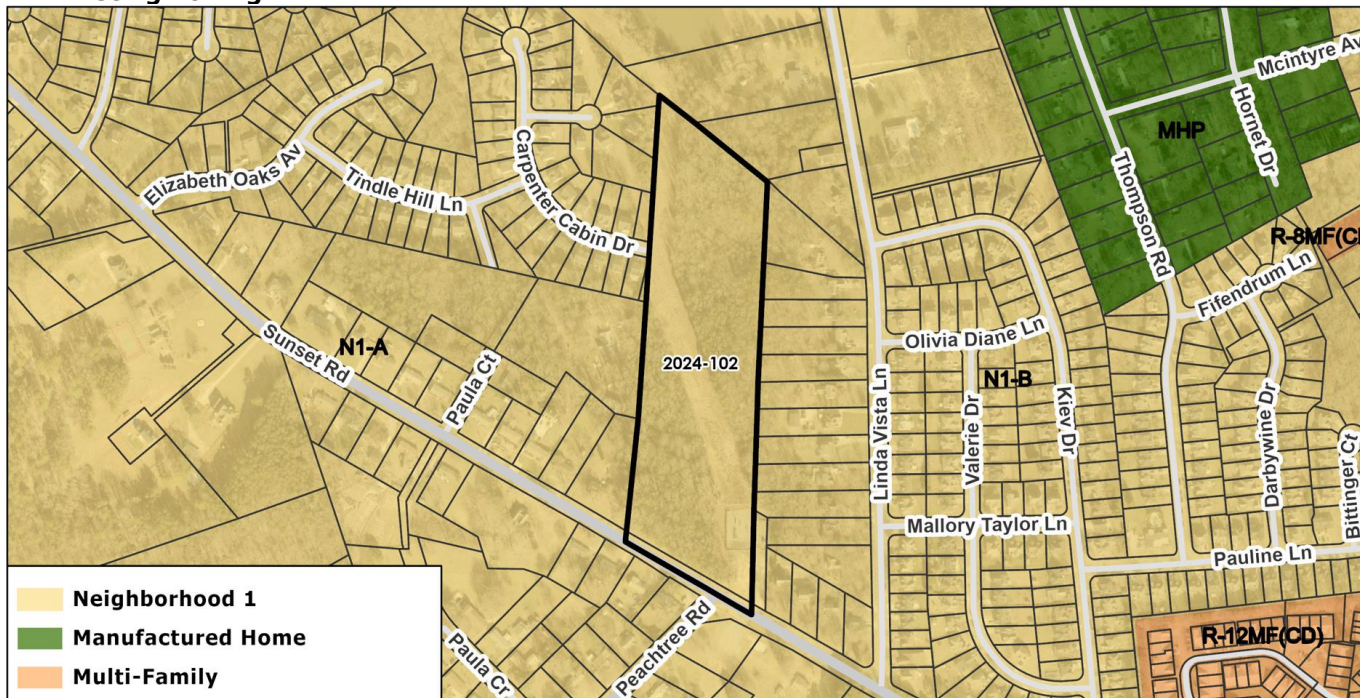 Mcintyre Av
MHP
Hornet Dr
Thompson Rd
Elizabeth Oaks Av
Tindle Hill Ln
Carpenter Cabin Dr
R-8MF(CD
Fifendrum Ln
Sunset Rd
N1-A
Paula Ct
2024-102
Linda Vista Ln
Olivia Diane Ln
N1-B
Valerie Dr
Kiev Dr
Darbywine Dr
Bittinger Ct
Mallory Taylor Ln
Pauline Ln
Peachtree Rd
Paula Cr
R-12MF(CD)
Neighborhood 1
Manufactured Home
Multi-Family